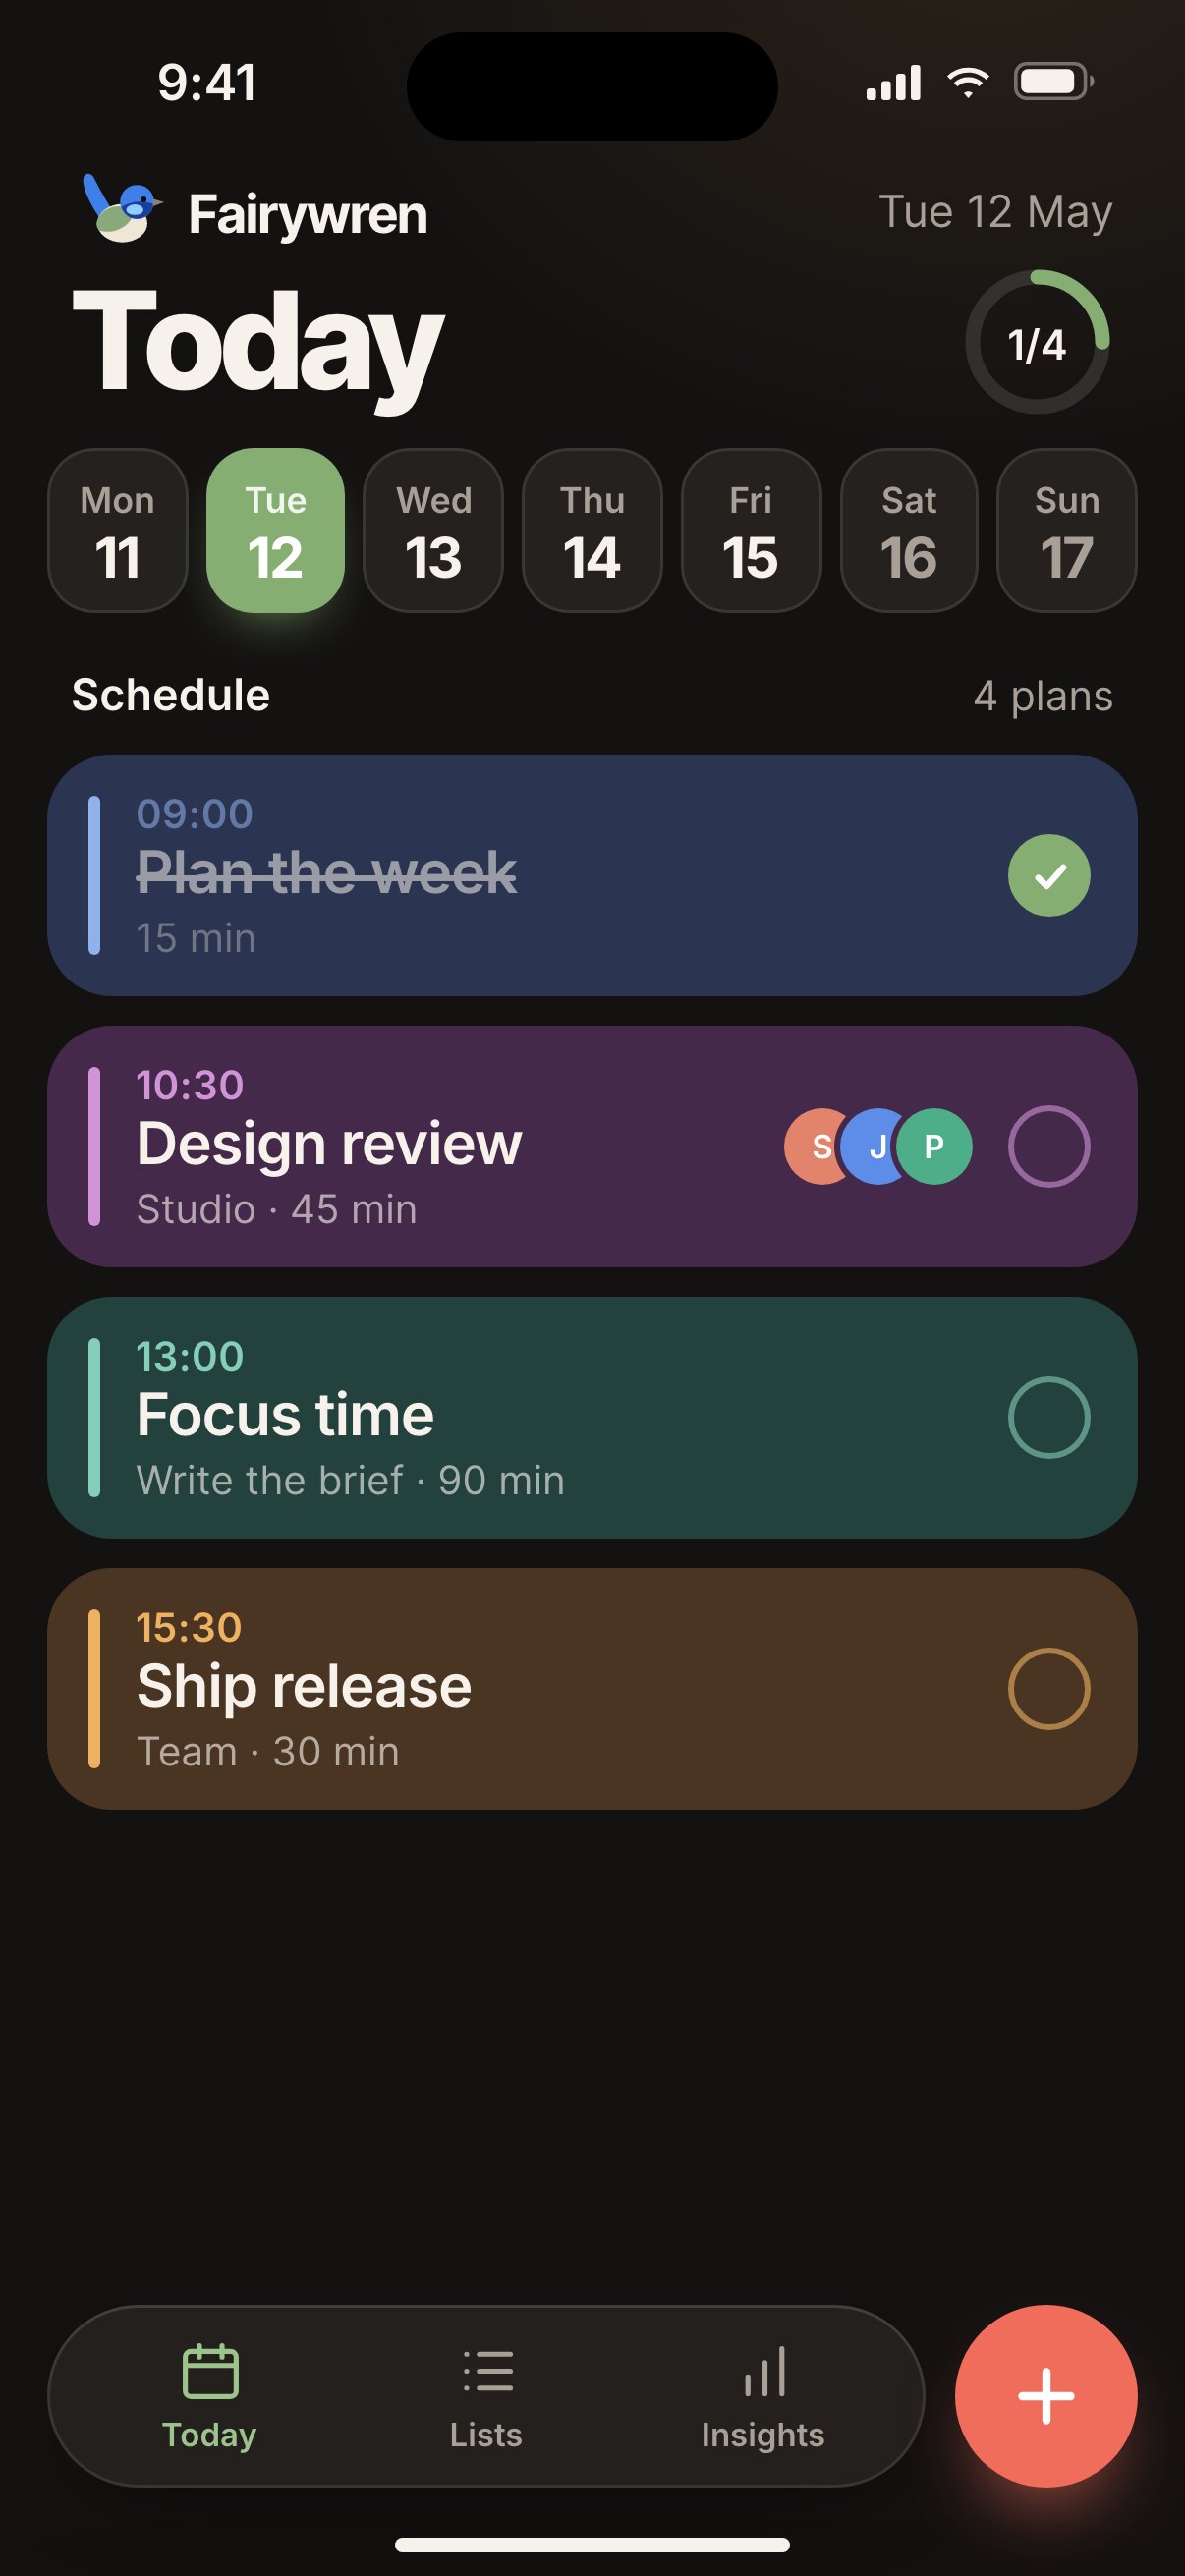 9:41
Fairywren
Tue 12 May
Today
1/4
Mon Tue Wed Thu Fri Sat Sun
11 12 13 14 15 16 17
Schedule
4 plans
09:00
Plan the week
15 min
10:30
Design review
Studio · 45 min
S J P
13:00
Focus time
Write the brief · 90 min
15:30
Ship release
Team · 30 min
Today Lists Insights